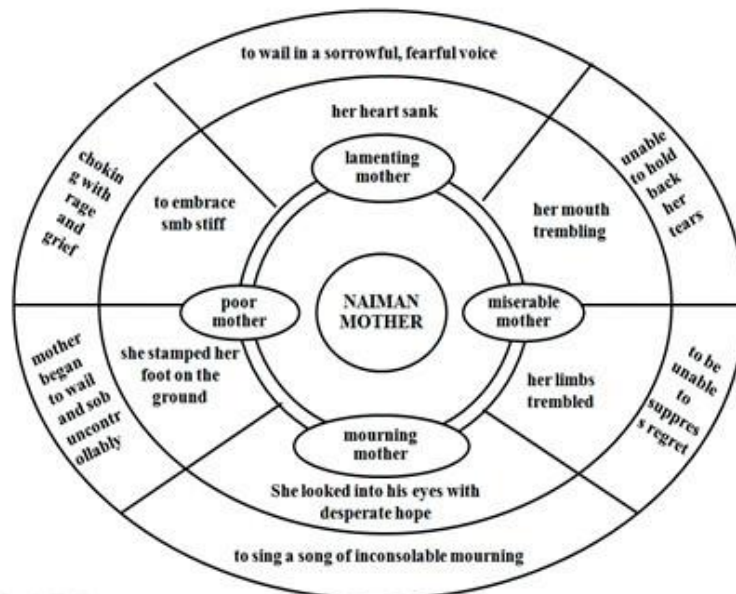 to wail in a sorrowful, fearful voice
her heart sank
lamenting
mother
chokin
g with
rage
and
grief
to embrace
smb stiff
her mouth
trembling
unable
to hold
back
her
tears
poor
mother
NAIMAN
MOTHER
miserable
mother
mother
began
to wail
and sob
uncontr
ollably
she stamped her
foot on the
ground
her limbs
trembled
to be
unable
to
suppres
s regret
mourning
mother
She looked into his eyes with
desperate hope
to sing a song of inconsolable mourning